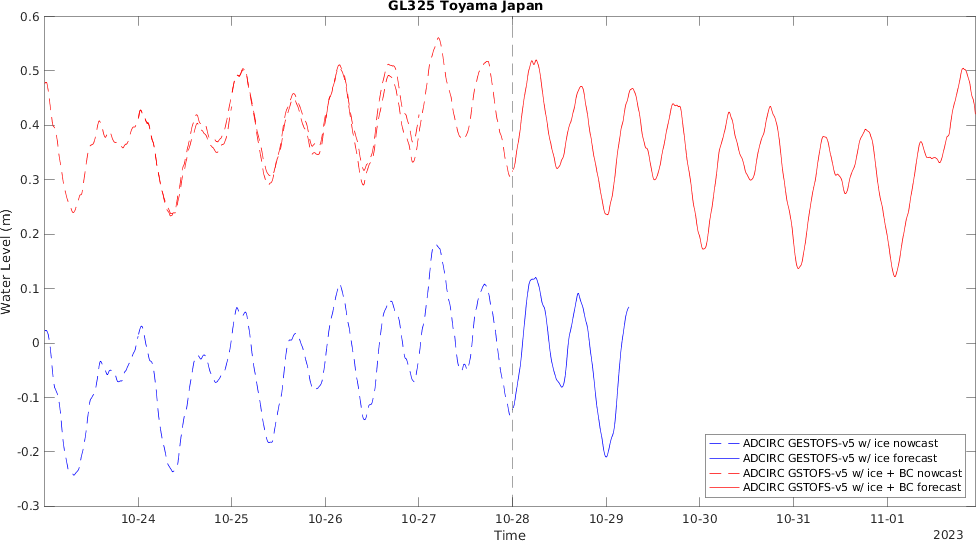 GL325 Toyama Japan
0.6
0.5
0.4
0.3
0.2
0.1
0
-0.1
-0.2
-0.3
Water Level (m)
ADCIRC GESTOFS-v5 w/ ice nowcast
ADCIRC GESTOFS-v5 w/ ice forecast
ADCIRC GSTOFS-v5 w/ ice + BC nowcast
ADCIRC GSTOFS-v5 w/ ice + BC forecast
10-24 10-25 10-26 10-27 10-28 10-29 10-30 10-31 11-01
Time
2023